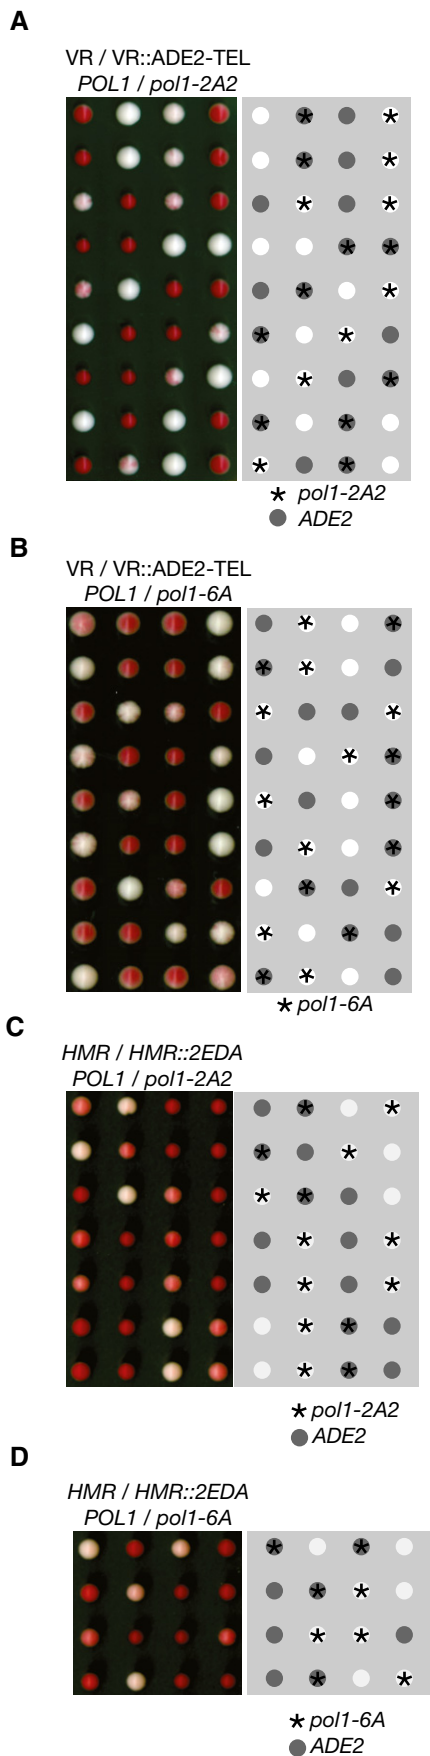 A
VR / VR::ADE2-TEL
POL1 / pol1-2A2
* pol1-2A2
ADE2
B
VR / VR::ADE2-TEL
POL1 / pol1-6A
* pol1-6A
C
HMR / HMR::2EDA
POL1 / pol1-2A2
* pol1-2A2
ADE2
D
HMR / HMR::2EDA
POL1 / pol1-6A
* pol1-6A
ADE2